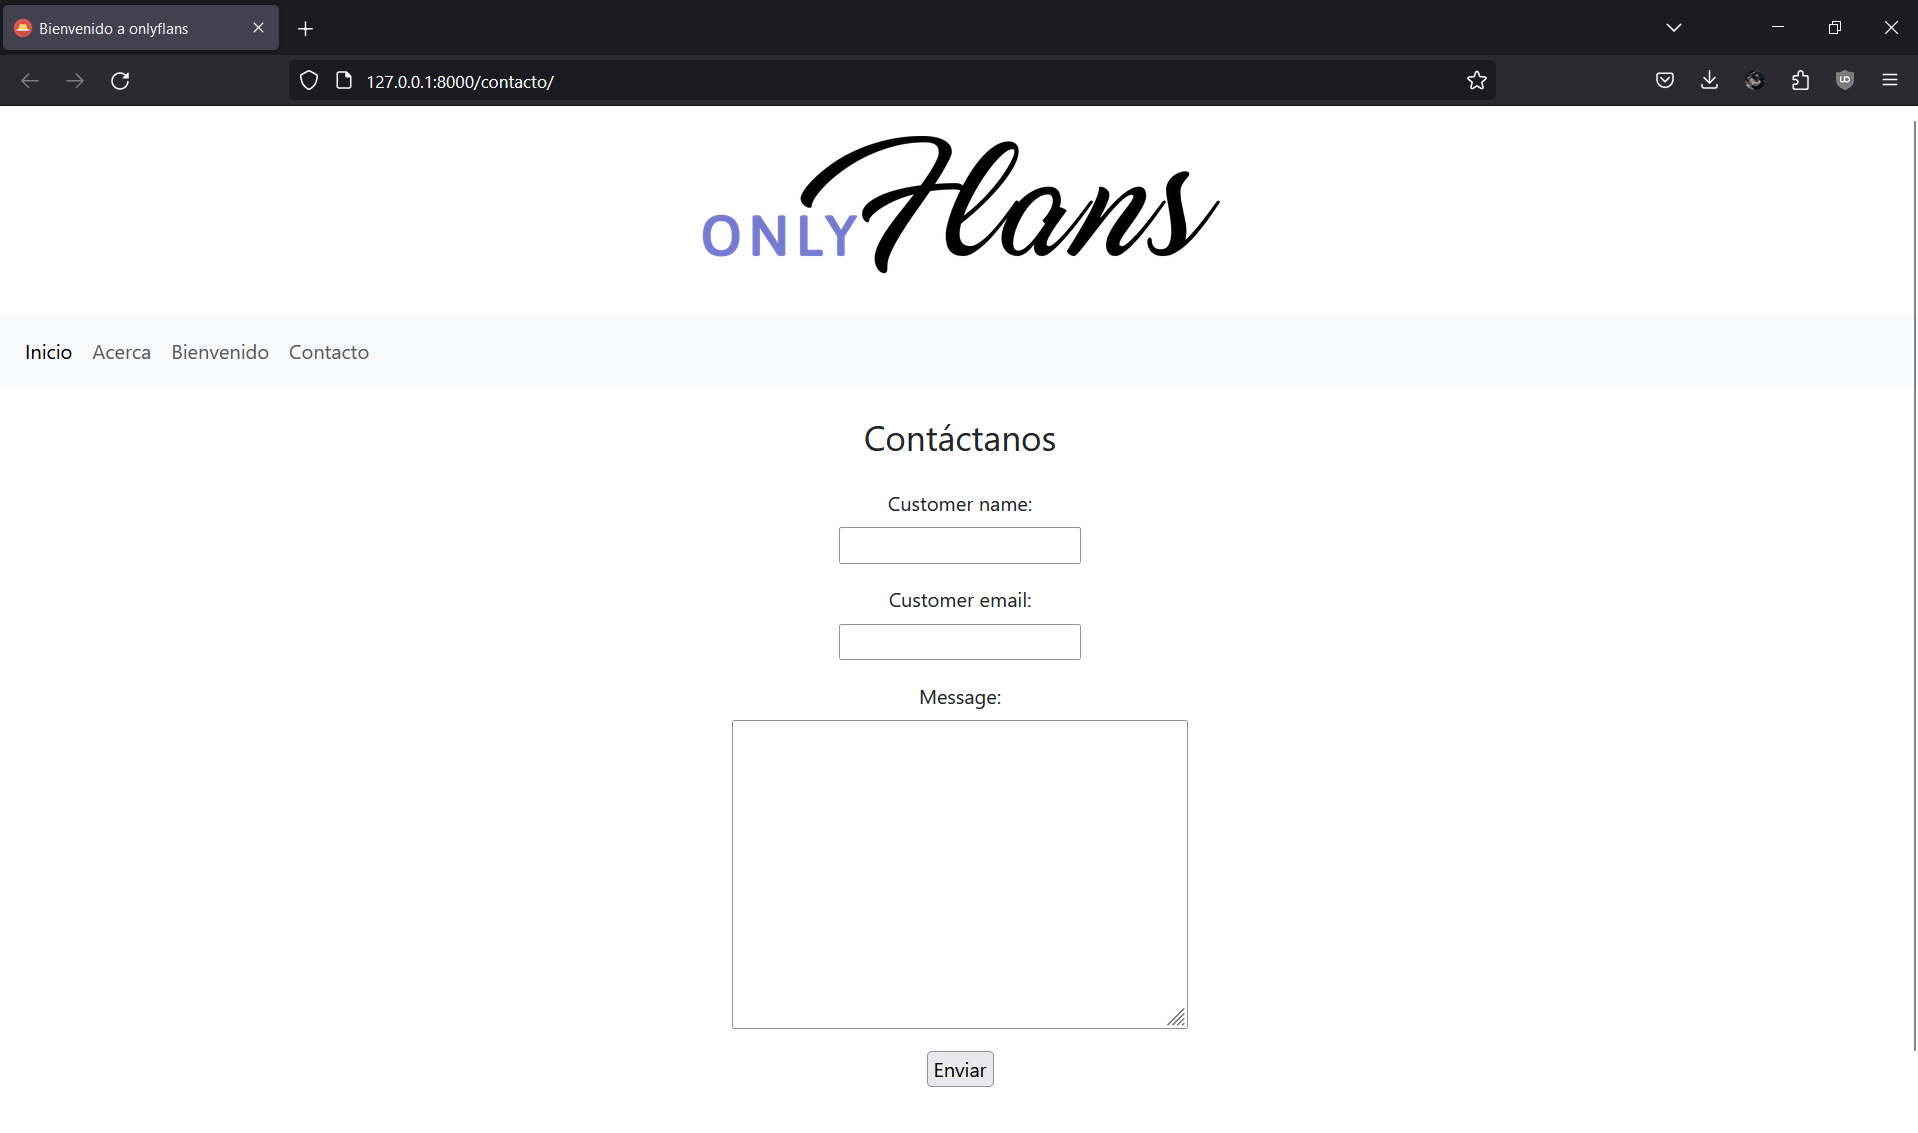 Bienvenido a onlyflans
127.0.0.1:8000/contacto/
ONLY Flans
Inicio Acerca Bienvenido Contacto
Contáctanos
Customer name:
Customer email:
Message:
Enviar